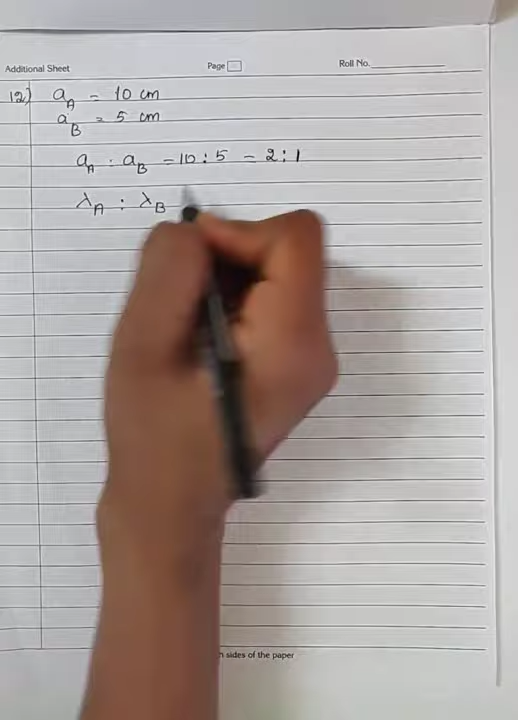 Additional Sheet Page Roll No.
12) a_A = 10 cm
a_B = 5 cm
a_A : a_B = 10 : 5 = 2 : 1
λ_A : λ_B
h sides of the paper